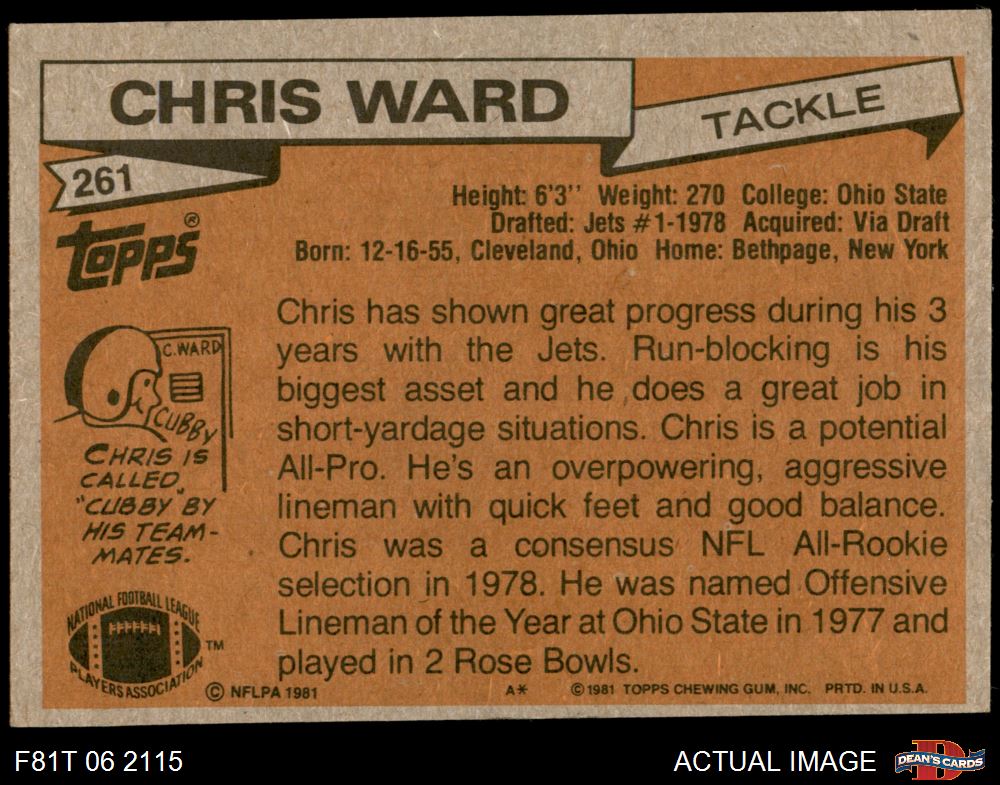 CHRIS WARD
TACKLE
261
topps®
Height: 6'3'' Weight: 270 College: Ohio State
Drafted: Jets #1-1978 Acquired: Via Draft
Born: 12-16-55, Cleveland, Ohio Home: Bethpage, New York
Chris has shown great progress during his 3
years with the Jets. Run-blocking is his
biggest asset and he does a great job in
short-yardage situations. Chris is a potential
All-Pro. He's an overpowering, aggressive
lineman with quick feet and good balance.
Chris was a consensus NFL All-Rookie
selection in 1978. He was named Offensive
Lineman of the Year at Ohio State in 1977 and
played in 2 Rose Bowls.
C. WARD
CUBBY
CHRIS IS
CALLED
"CUBBY" BY
HIS TEAM-
MATES.
NATIONAL FOOTBALL LEAGUE
PLAYERS ASSOCIATION
TM
© NFLPA 1981
A*
© 1981 TOPPS CHEWING GUM, INC. PRTD. IN U.S.A.
F81T 06 2115
ACTUAL IMAGE
D
DEAN'S CARDS